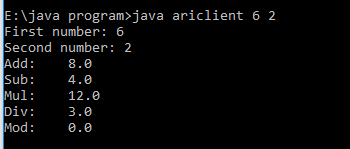 E:\java program>java ariclient 6 2
First number: 6
Second number: 2
Add:    8.0
Sub:    4.0
Mul:    12.0
Div:    3.0
Mod:    0.0